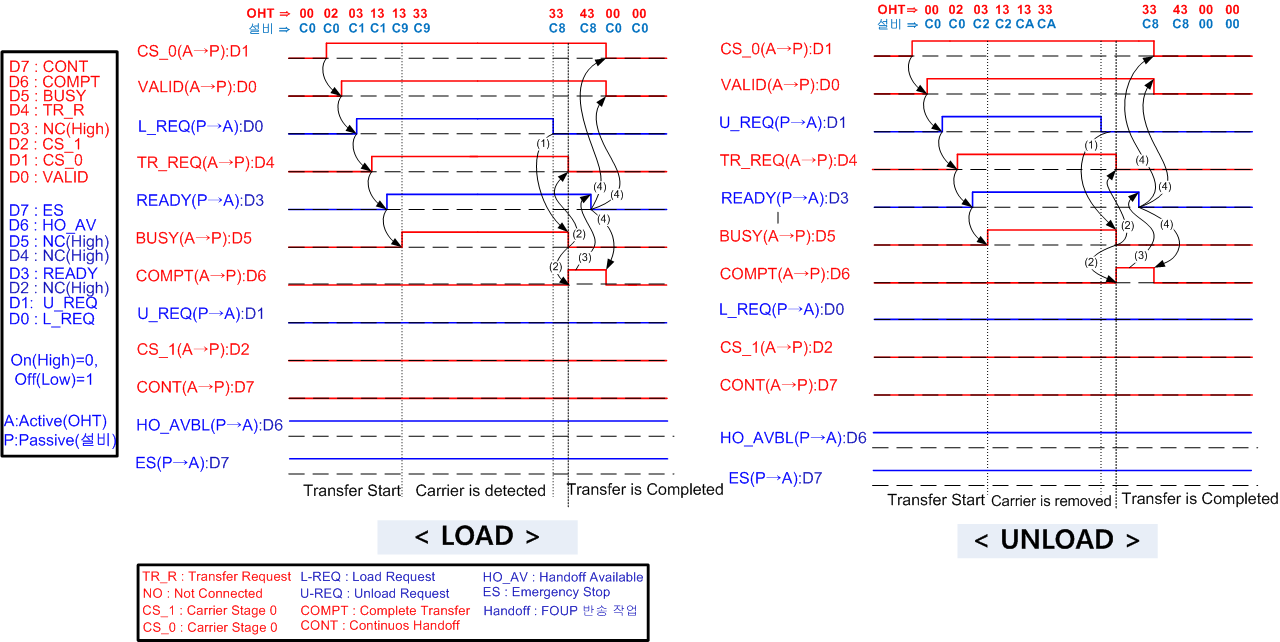 D7 : CONT
D6 : COMPT
D5 : BUSY
D4 : TR_R
D3 : NC(High)
D2 : CS_1
D1 : CS_0
D0 : VALID
D7 : ES
D6 : HO_AV
D5 : NC(High)
D4 : NC(High)
D3 : READY
D2 : NC(High)
D1: U_REQ
D0 : L_REQ
On(High)=0,
Off(Low)=1
A:Active(OHT)
P:Passive(설비)
OHT ⇒ 00 02 03 13 13 33 33 43 00 00
설비 ⇒ C0 C0 C1 C1 C9 C9 C8 C8 C0 C0
CS_0(A→P):D1
VALID(A→P):D0
L_REQ(P→A):D0
(1)
TR_REQ(A→P):D4
(4)
(4)
READY(P→A):D3
(4)
BUSY(A→P):D5
(2)
(3)
(2)
COMPT(A→P):D6
U_REQ(P→A):D1
CS_1(A→P):D2
CONT(A→P):D7
HO_AVBL(P→A):D6
ES(P→A):D7
Transfer Start
Carrier is detected
Transfer is Completed
< LOAD >
OHT ⇒ 00 02 03 13 13 33 33 43 00 00
설비 ⇒ C0 C0 C2 C2 CA CA C8 C8 00 00
CS_0(A→P):D1
VALID(A→P):D0
U_REQ(P→A):D1
(1)
TR_REQ(A→P):D4
(4)
(4)
READY(P→A):D3
(4)
BUSY(A→P):D5
(2)
(3)
(2)
COMPT(A→P):D6
L_REQ(P→A):D0
CS_1(A→P):D2
CONT(A→P):D7
HO_AVBL(P→A):D6
ES(P→A):D7
Transfer Start
Carrier is removed
Transfer is Completed
< UNLOAD >
TR_R : Transfer Request
NO : Not Connected
CS_1 : Carrier Stage 0
CS_0 : Carrier Stage 0
L-REQ : Load Request
U-REQ : Unload Request
COMPT : Complete Transfer
CONT : Continuos Handoff
HO_AV : Handoff Available
ES : Emergency Stop
Handoff : FOUP 반송 작업